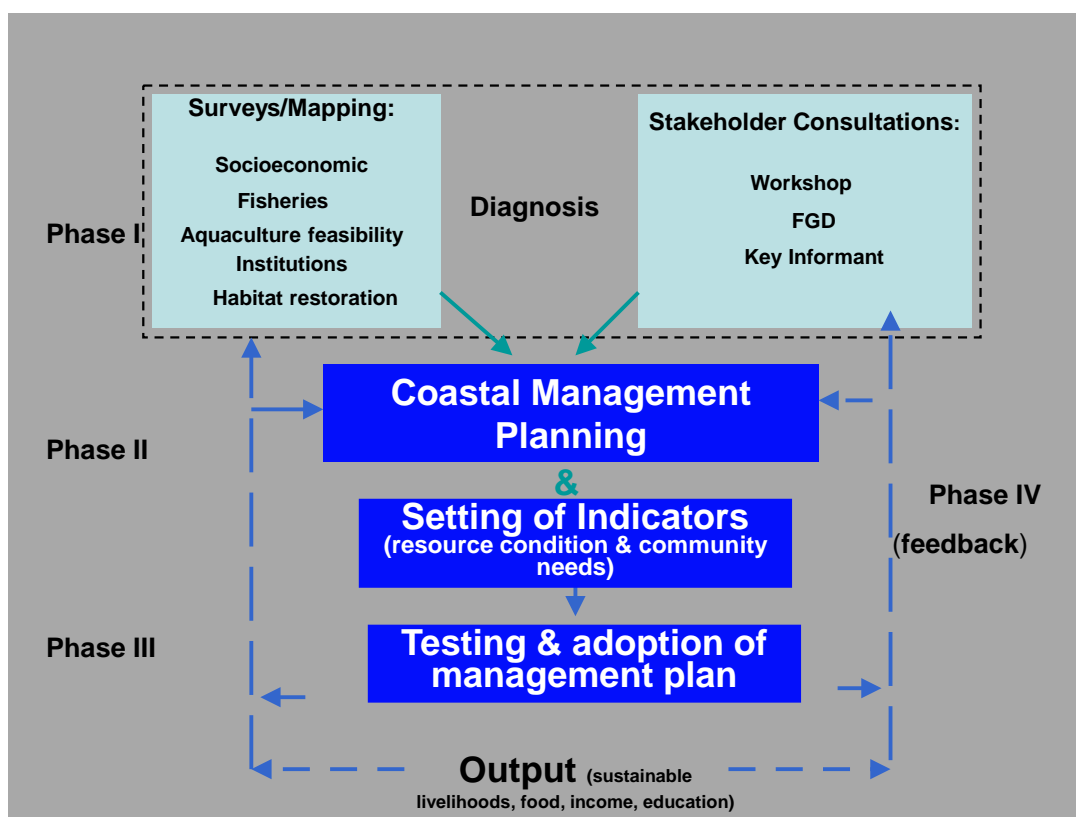 Surveys/Mapping:
Socioeconomic
Fisheries
Aquaculture feasibility
Institutions
Habitat restoration
Stakeholder Consultations:
Workshop
FGD
Key Informant
Diagnosis
Phase I
Coastal Management
Planning
Phase II
&
Setting of Indicators
(resource condition & community
needs)
Phase IV
(feedback)
Phase III
Testing & adoption of
management plan
Output (sustainable
livelihoods, food, income, education)